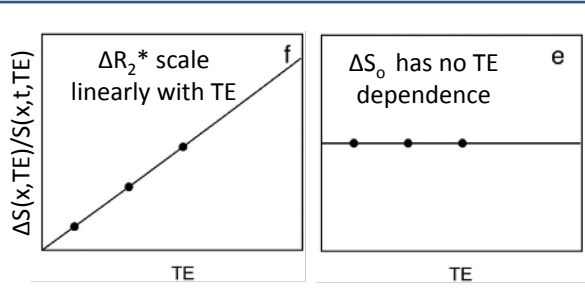 ΔS(x,TE)/S(x,t,TE)
ΔR₂* scale
linearly with TE
f
TE
ΔSₒ has no TE
dependence
e
TE